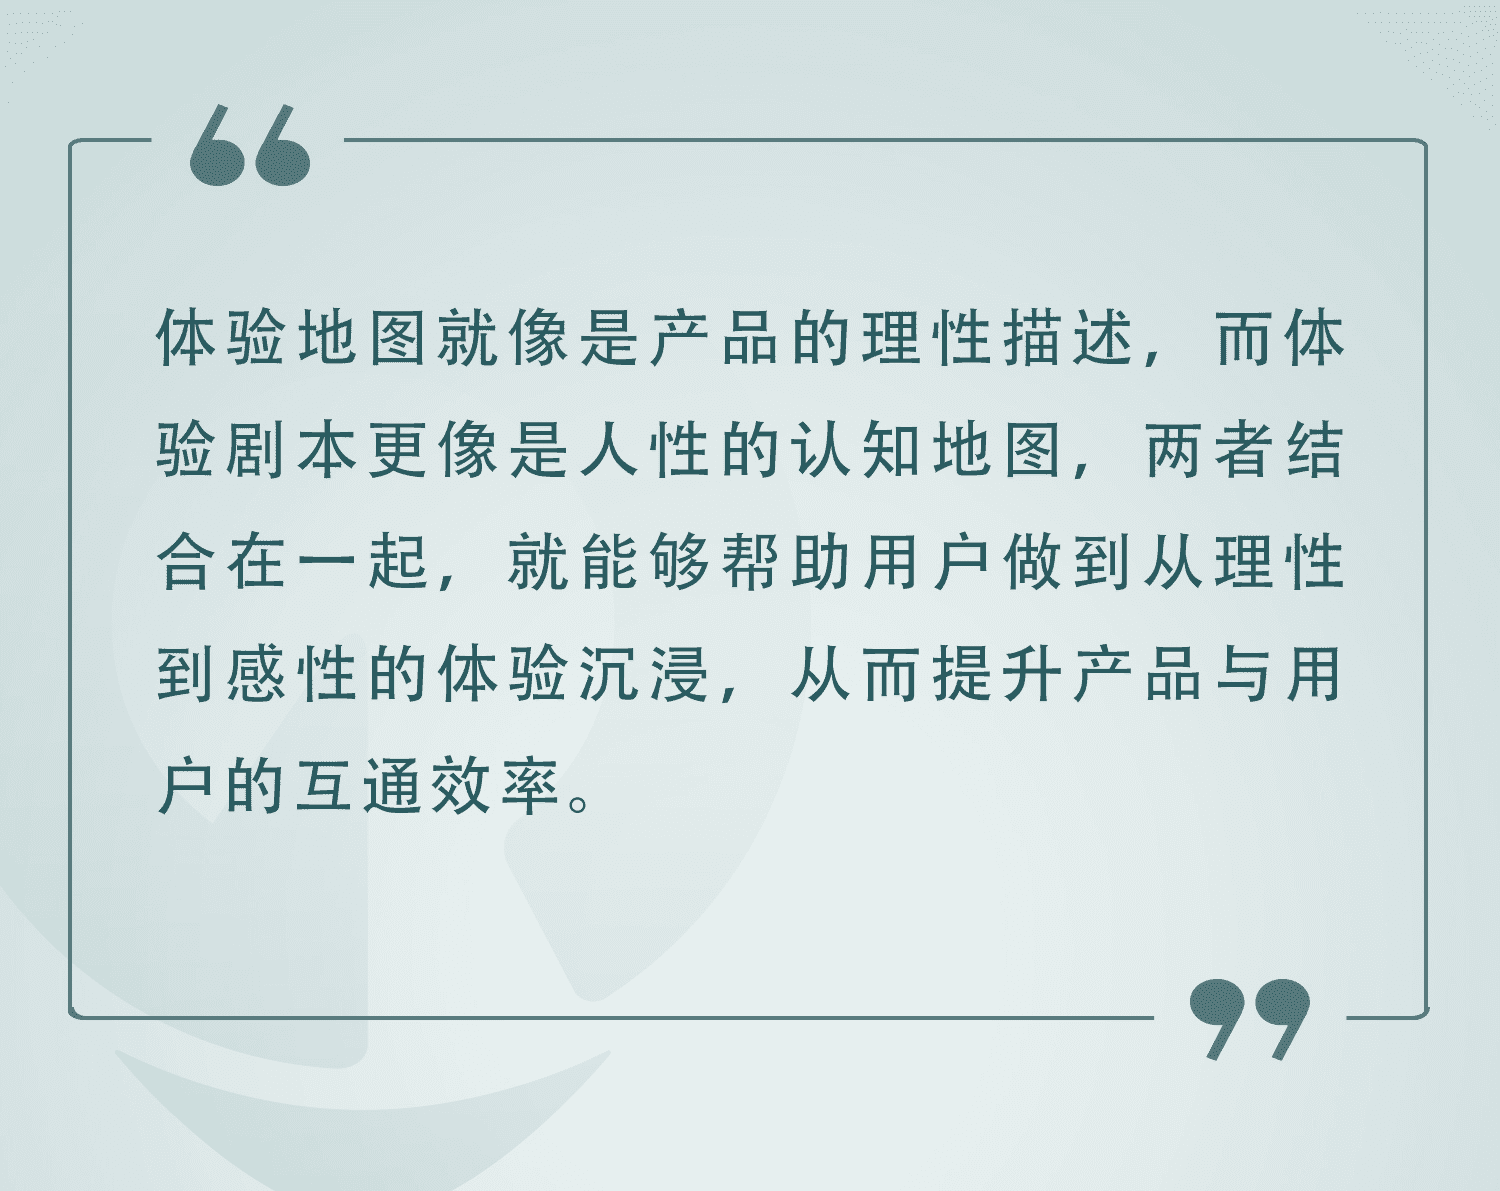 体验地图就像是产品的理性描述，而体
验剧本更像是人性的认知地图，两者结
合在一起，就能够帮助用户做到从理性
到感性的体验沉浸，从而提升产品与用
户的互通效率。